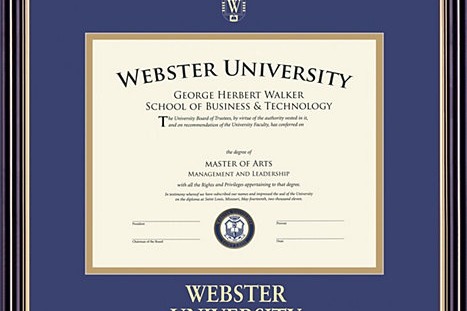 W
WEBSTER UNIVERSITY
GEORGE HERBERT WALKER
SCHOOL OF BUSINESS & TECHNOLOGY
The University Board of Trustees, by virtue of the authority vested in it,
and on recommendation of the University Faculty, has conferred on
the degree of
MASTER OF ARTS
MANAGEMENT AND LEADERSHIP
with all the Rights and Privileges appertaining to that degree.
In testimony whereof we have subscribed our names and impressed the seal of the University
on the diploma at Saint Louis, Missouri, May fourteenth, two thousand eleven.
President
Chairman of the Board
Date
WEBSTER
UNIVERSITY